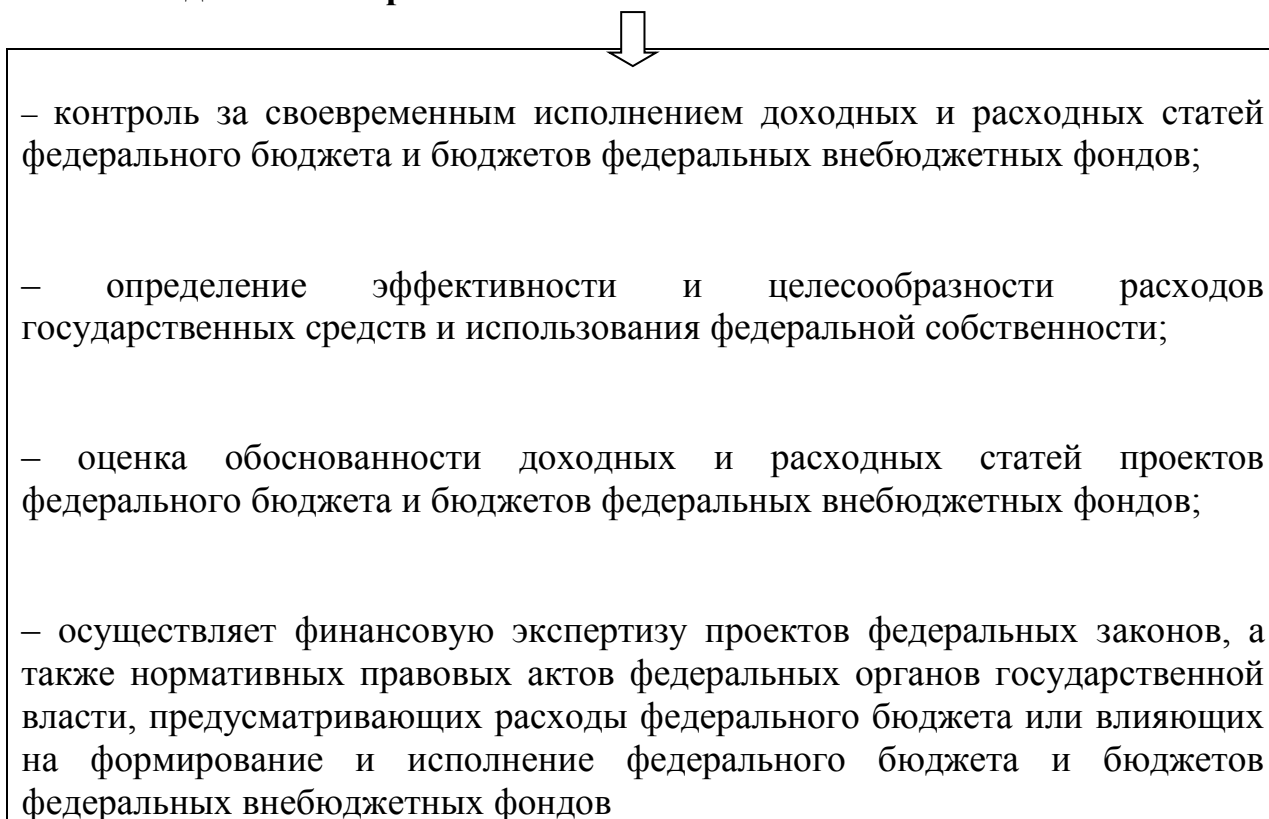 – контроль за своевременным исполнением доходных и расходных статей
федерального бюджета и бюджетов федеральных внебюджетных фондов;
– определение эффективности и целесообразности расходов
государственных средств и использования федеральной собственности;
– оценка обоснованности доходных и расходных статей проектов
федерального бюджета и бюджетов федеральных внебюджетных фондов;
– осуществляет финансовую экспертизу проектов федеральных законов, а
также нормативных правовых актов федеральных органов государственной
власти, предусматривающих расходы федерального бюджета или влияющих
на формирование и исполнение федерального бюджета и бюджетов
федеральных внебюджетных фондов